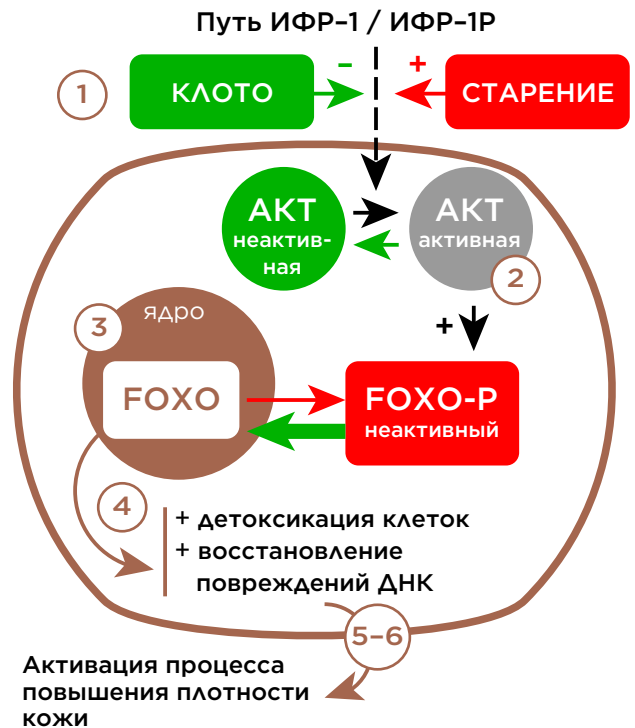 Путь ИФР-1 / ИФР-1Р
1
КЛОТО
-
+
СТАРЕНИЕ
АКТ
неактив-
ная
АКТ
активная
2
3
ядро
+
FOXO
FOXO-P
неактивный
4
+ детоксикация клеток
+ восстановление
повреждений ДНК
5-6
Активация процесса
повышения плотности
кожи